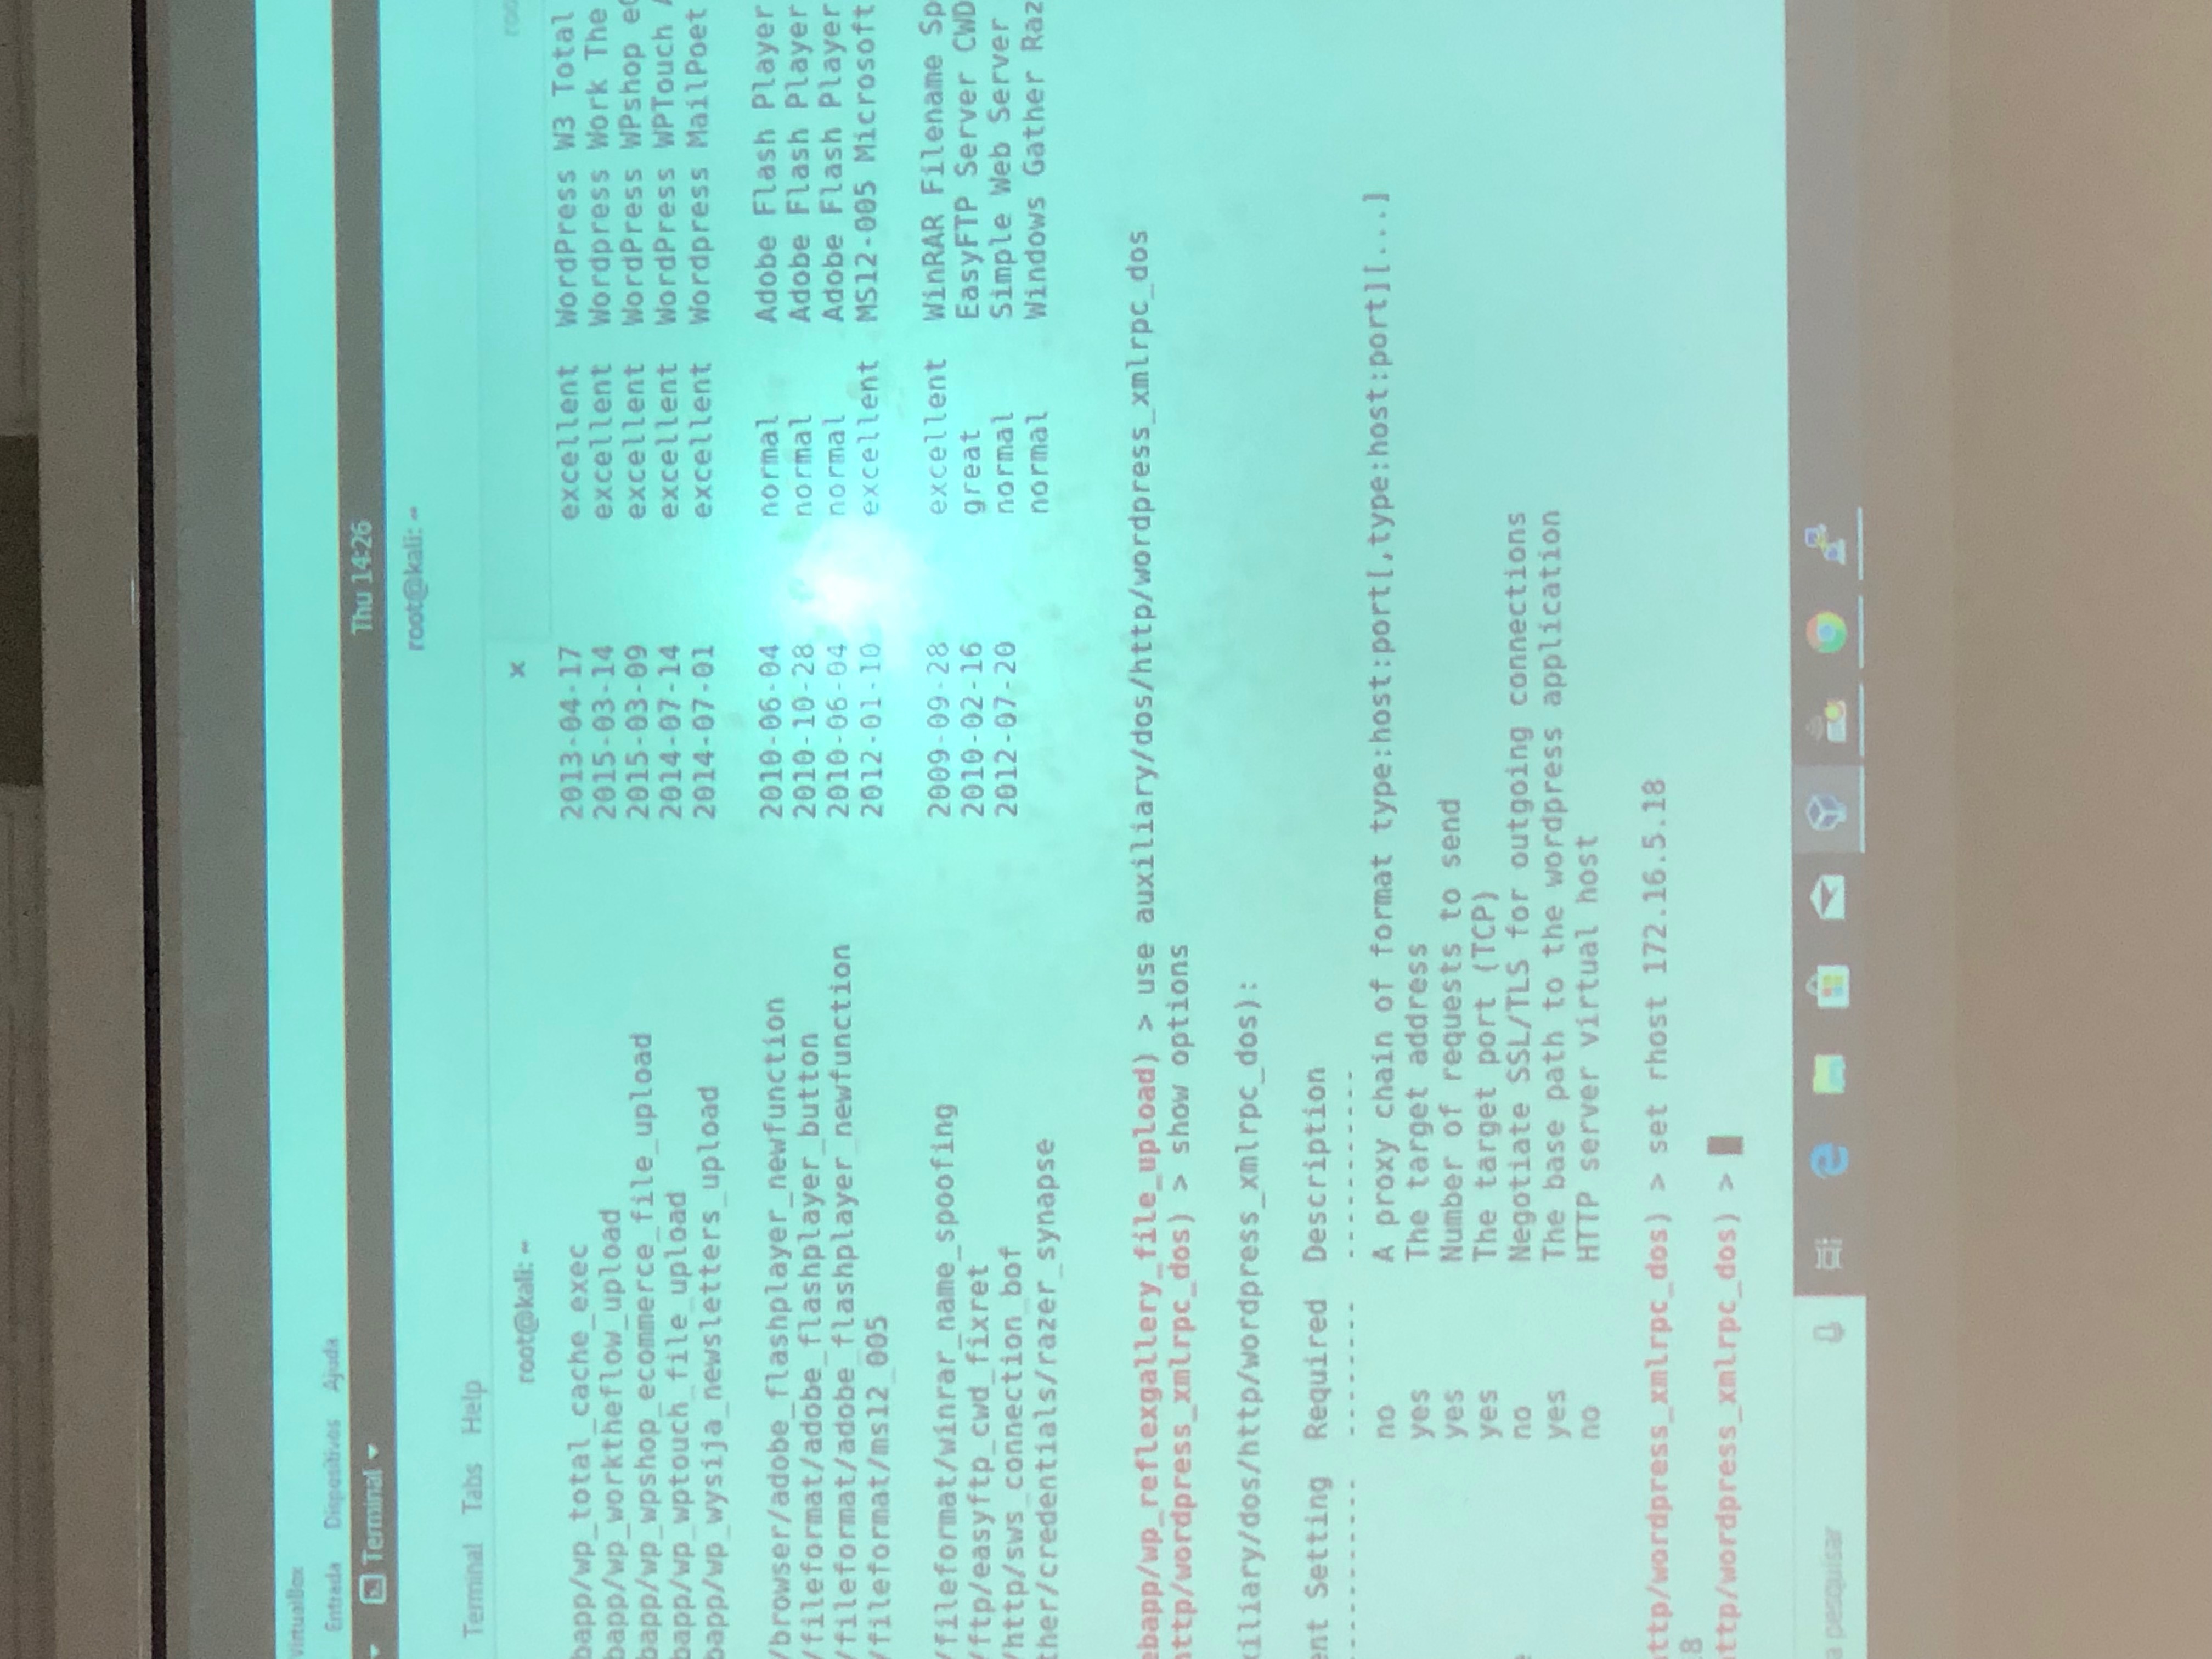 VirtualBox
Entrada Dispositivos Ajuda
Terminal Thu 14:26
root@kali: ~
Terminal Tabs Help
root@kali: ~ × roo
bapp/wp_total_cache_exec 2013-04-17 excellent WordPress W3 Total
bapp/wp_worktheflow_upload 2015-03-14 excellent Wordpress Work The
bapp/wp_wpshop_ecommerce_file_upload 2015-03-09 excellent WordPress WPshop eC
bapp/wp_wptouch_file_upload 2014-07-14 excellent WordPress WPTouch
bapp/wp_wysija_newsletters_upload 2014-07-01 excellent Wordpress MailPoet
/browser/adobe_flashplayer_newfunction 2010-06-04 normal Adobe Flash Player
/fileformat/adobe_flashplayer_button 2010-10-28 normal Adobe Flash Player
/fileformat/adobe_flashplayer_newfunction 2010-06-04 normal Adobe Flash Player
/fileformat/ms12_005 2012-01-10 excellent MS12-005 Microsoft
/fileformat/winrar_name_spoofing 2009-09-28 excellent WinRAR Filename Sp
/ftp/easyftp_cwd_fixret 2010-02-16 great EasyFTP Server CWD
/http/sws_connection_bof 2012-07-20 normal Simple Web Server
ther/credentials/razer_synapse normal Windows Gather Raz
ebapp/wp_reflexgallery_file_upload) > use auxiliary/dos/http/wordpress_xmlrpc_dos
http/wordpress_xmlrpc_dos) > show options
xiliary/dos/http/wordpress_xmlrpc_dos):
ent Setting Required Description
----------- -------- -----------
no A proxy chain of format type:host:port[,type:host:port][...]
yes The target address
yes Number of requests to send
yes The target port (TCP)
e no Negotiate SSL/TLS for outgoing connections
yes The base path to the wordpress application
no HTTP server virtual host
http/wordpress_xmlrpc_dos) > set rhost 172.16.5.18
18
http/wordpress_xmlrpc_dos) >
a pesquisar